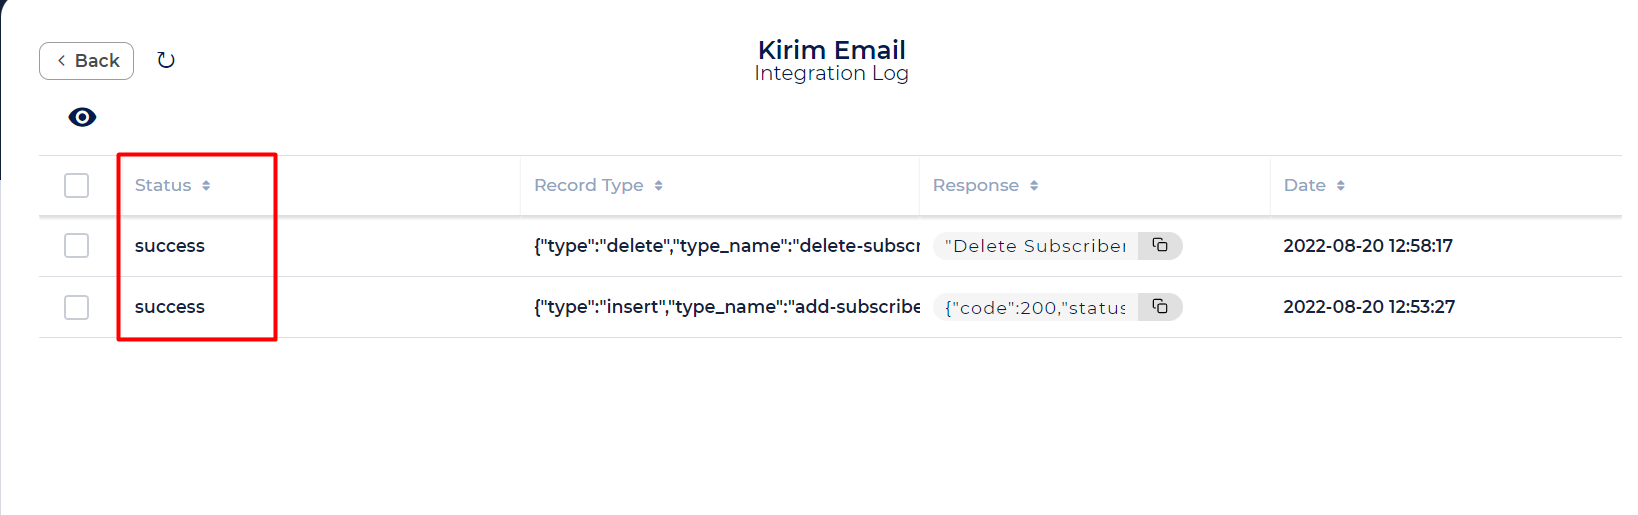 Back
Kirim Email
Integration Log
Status Record Type Response Date
success {"type":"delete","type_name":"delete-subscr "Delete Subscriber 2022-08-20 12:58:17
success {"type":"insert","type_name":"add-subscribe {"code":200,"status 2022-08-20 12:53:27